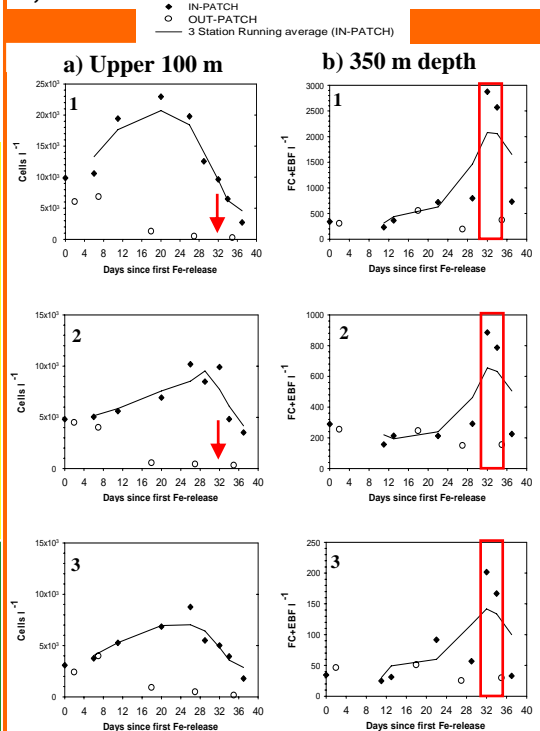 IN-PATCH
OUT-PATCH
3 Station Running average (IN-PATCH)
a) Upper 100 m
b) 350 m depth
1
25x10³
20x10³
15x10³
10x10³
5x10³
0
Cells l⁻¹
0 4 8 12 16 20 24 28 32 36 40
Days since first Fe-release
1
3000
2500
2000
1500
1000
500
0
FC+EBF l⁻¹
0 4 8 12 16 20 24 28 32 36 40
Days since first Fe-release
2
15x10³
10x10³
5x10³
0
Cells l⁻¹
0 4 8 12 16 20 24 28 32 36 40
Days since first Fe-release
2
1000
800
600
400
200
0
FC+EBF l⁻¹
0 4 8 12 16 20 24 28 32 36 40
Days since first Fe-release
3
15x10³
10x10³
5x10³
0
Cells l⁻¹
0 4 8 12 16 20 24 28 32 36 40
Days since first Fe-release
3
250
200
150
100
50
0
FC+EBF l⁻¹
0 4 8 12 16 20 24 28 32 36 40
Days since first Fe-release